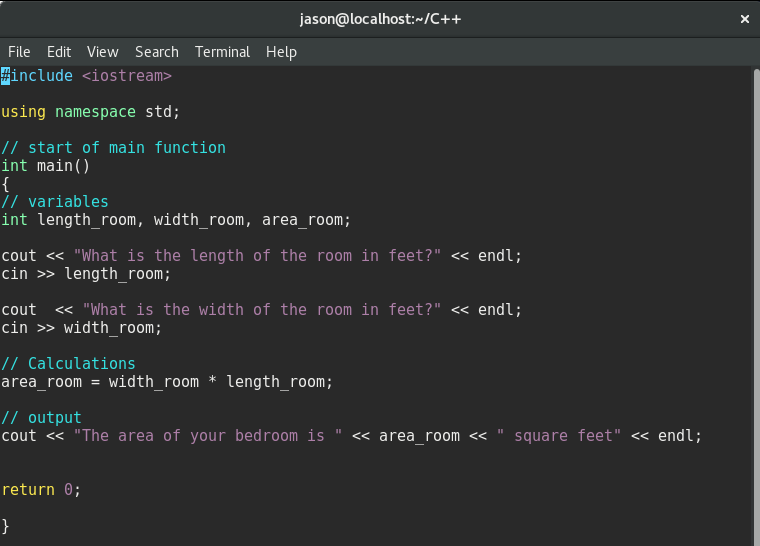 jason@localhost:~/C++ ×
File Edit View Search Terminal Help
#include <iostream>
using namespace std;
// start of main function
int main()
{
// variables
int length_room, width_room, area_room;
cout << "What is the length of the room in feet?" << endl;
cin >> length_room;
cout  << "What is the width of the room in feet?" << endl;
cin >> width_room;
// Calculations
area_room = width_room * length_room;
// output
cout << "The area of your bedroom is " << area_room << " square feet" << endl;
return 0;
}